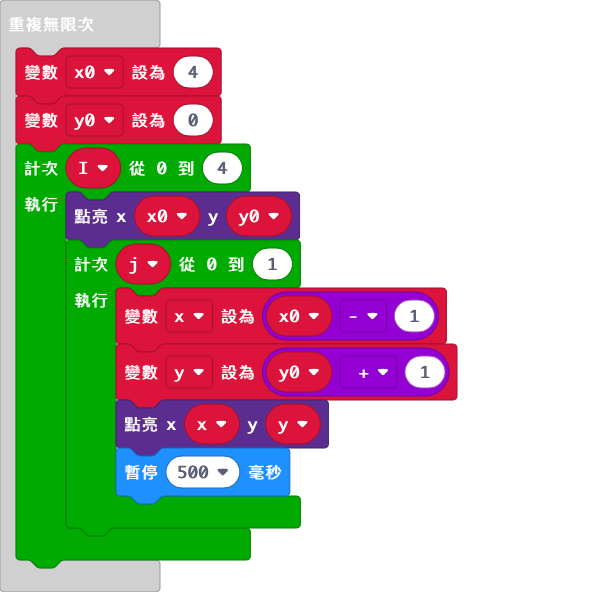 重複無限次
變數 x0 設為 4
變數 y0 設為 0
計次 I 從 0 到 4
執行
點亮 x x0 y y0
計次 j 從 0 到 1
執行
變數 x 設為 x0 - 1
變數 y 設為 y0 + 1
點亮 x x y y
暫停 500 毫秒